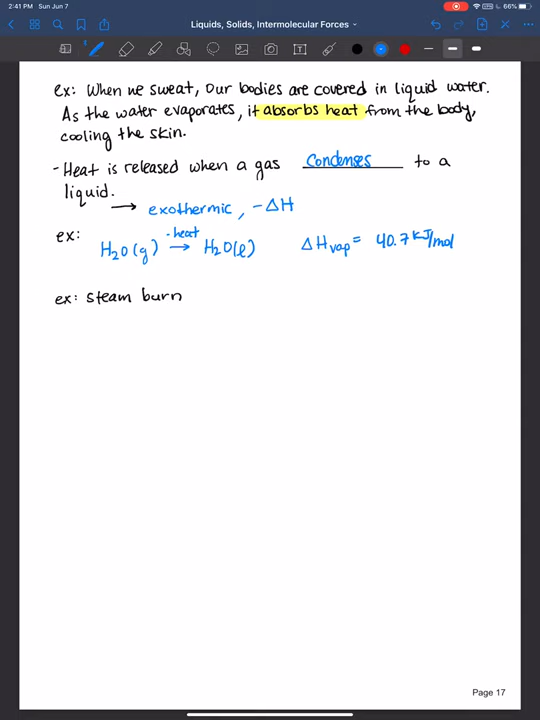 2:41 PM Sun Jun 7
66%
Liquids, Solids, Intermolecular Forces
ex: When we sweat, our bodies are covered in liquid water.
As the water evaporates, it absorbs heat from the body,
cooling the skin.
- Heat is released when a gas condenses to a
liquid.
→ exothermic, -ΔH
ex:
-heat
H₂O(g) → H₂O(ℓ) ΔHvap = 40.7 kJ/mol
ex: steam burn
Page 17